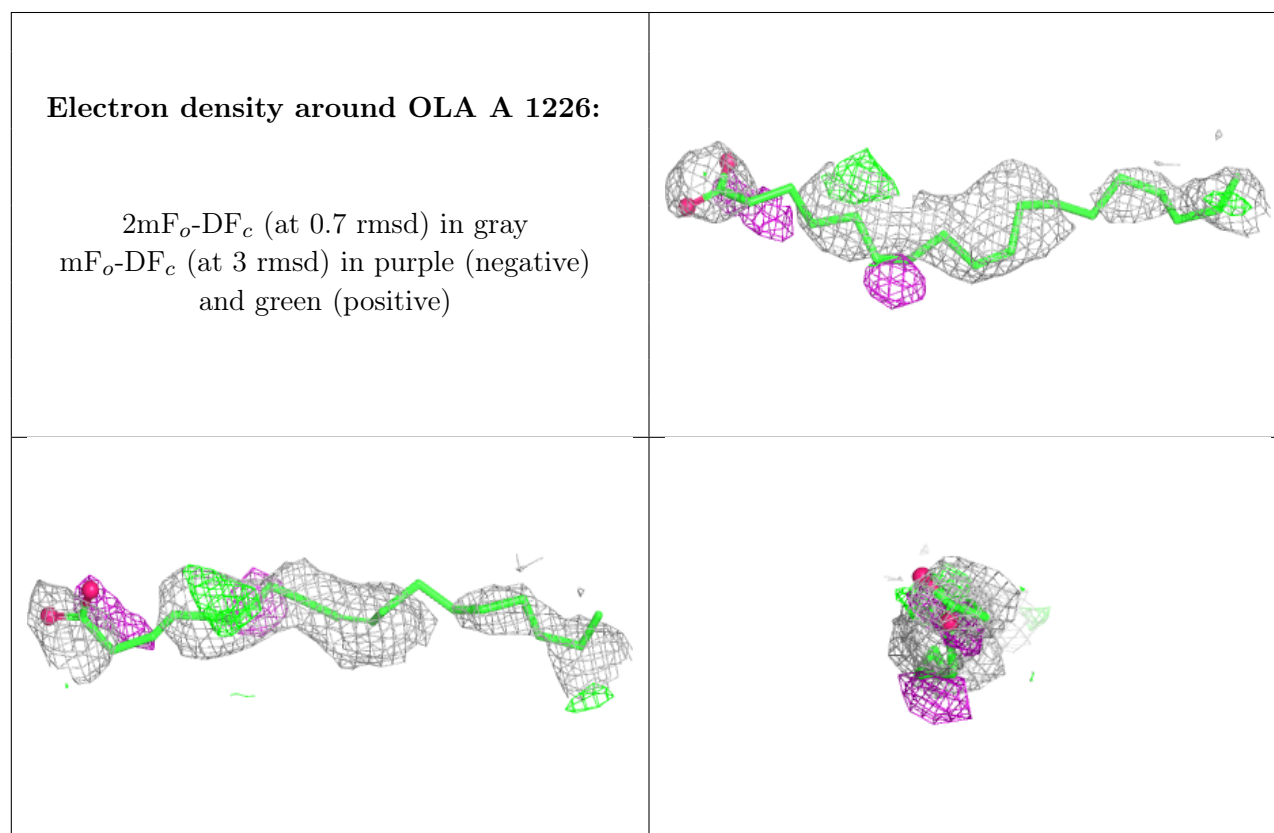 Electron density around OLA A 1226:
2mFo-DFc (at 0.7 rmsd) in gray
mFo-DFc (at 3 rmsd) in purple (negative)
and green (positive)